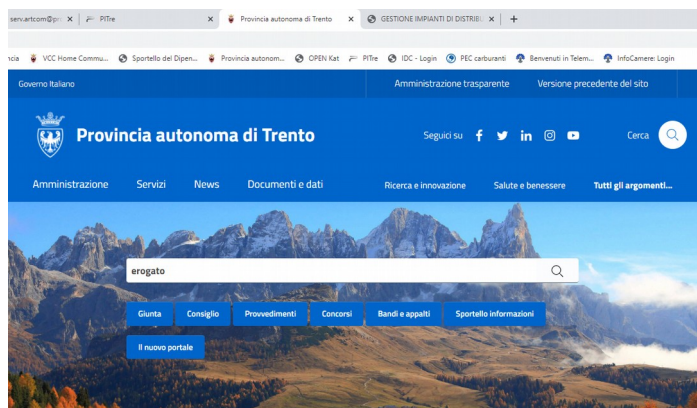 serv.artcom@p PITre Provincia autonoma di Trento GESTIONE IMPIANTI DI DISTRIBU
ncia VCC Home Commu... Sportello del Dipen... Provincia autonom... OPEN Kat PITre IDC - Login PEC carburanti Benvenuti in Telem... InfoCamere: Login
Governo Italiano Amministrazione trasparente Versione precedente del sito
Provincia autonoma di Trento Seguici su Cerca
Amministrazione Servizi News Documenti e dati Ricerca e innovazione Salute e benessere Tutti gli argomenti...
erogato
Giunta Consiglio Provvedimenti Concorsi Bandi e appalti Sportello informazioni
Il nuovo portale